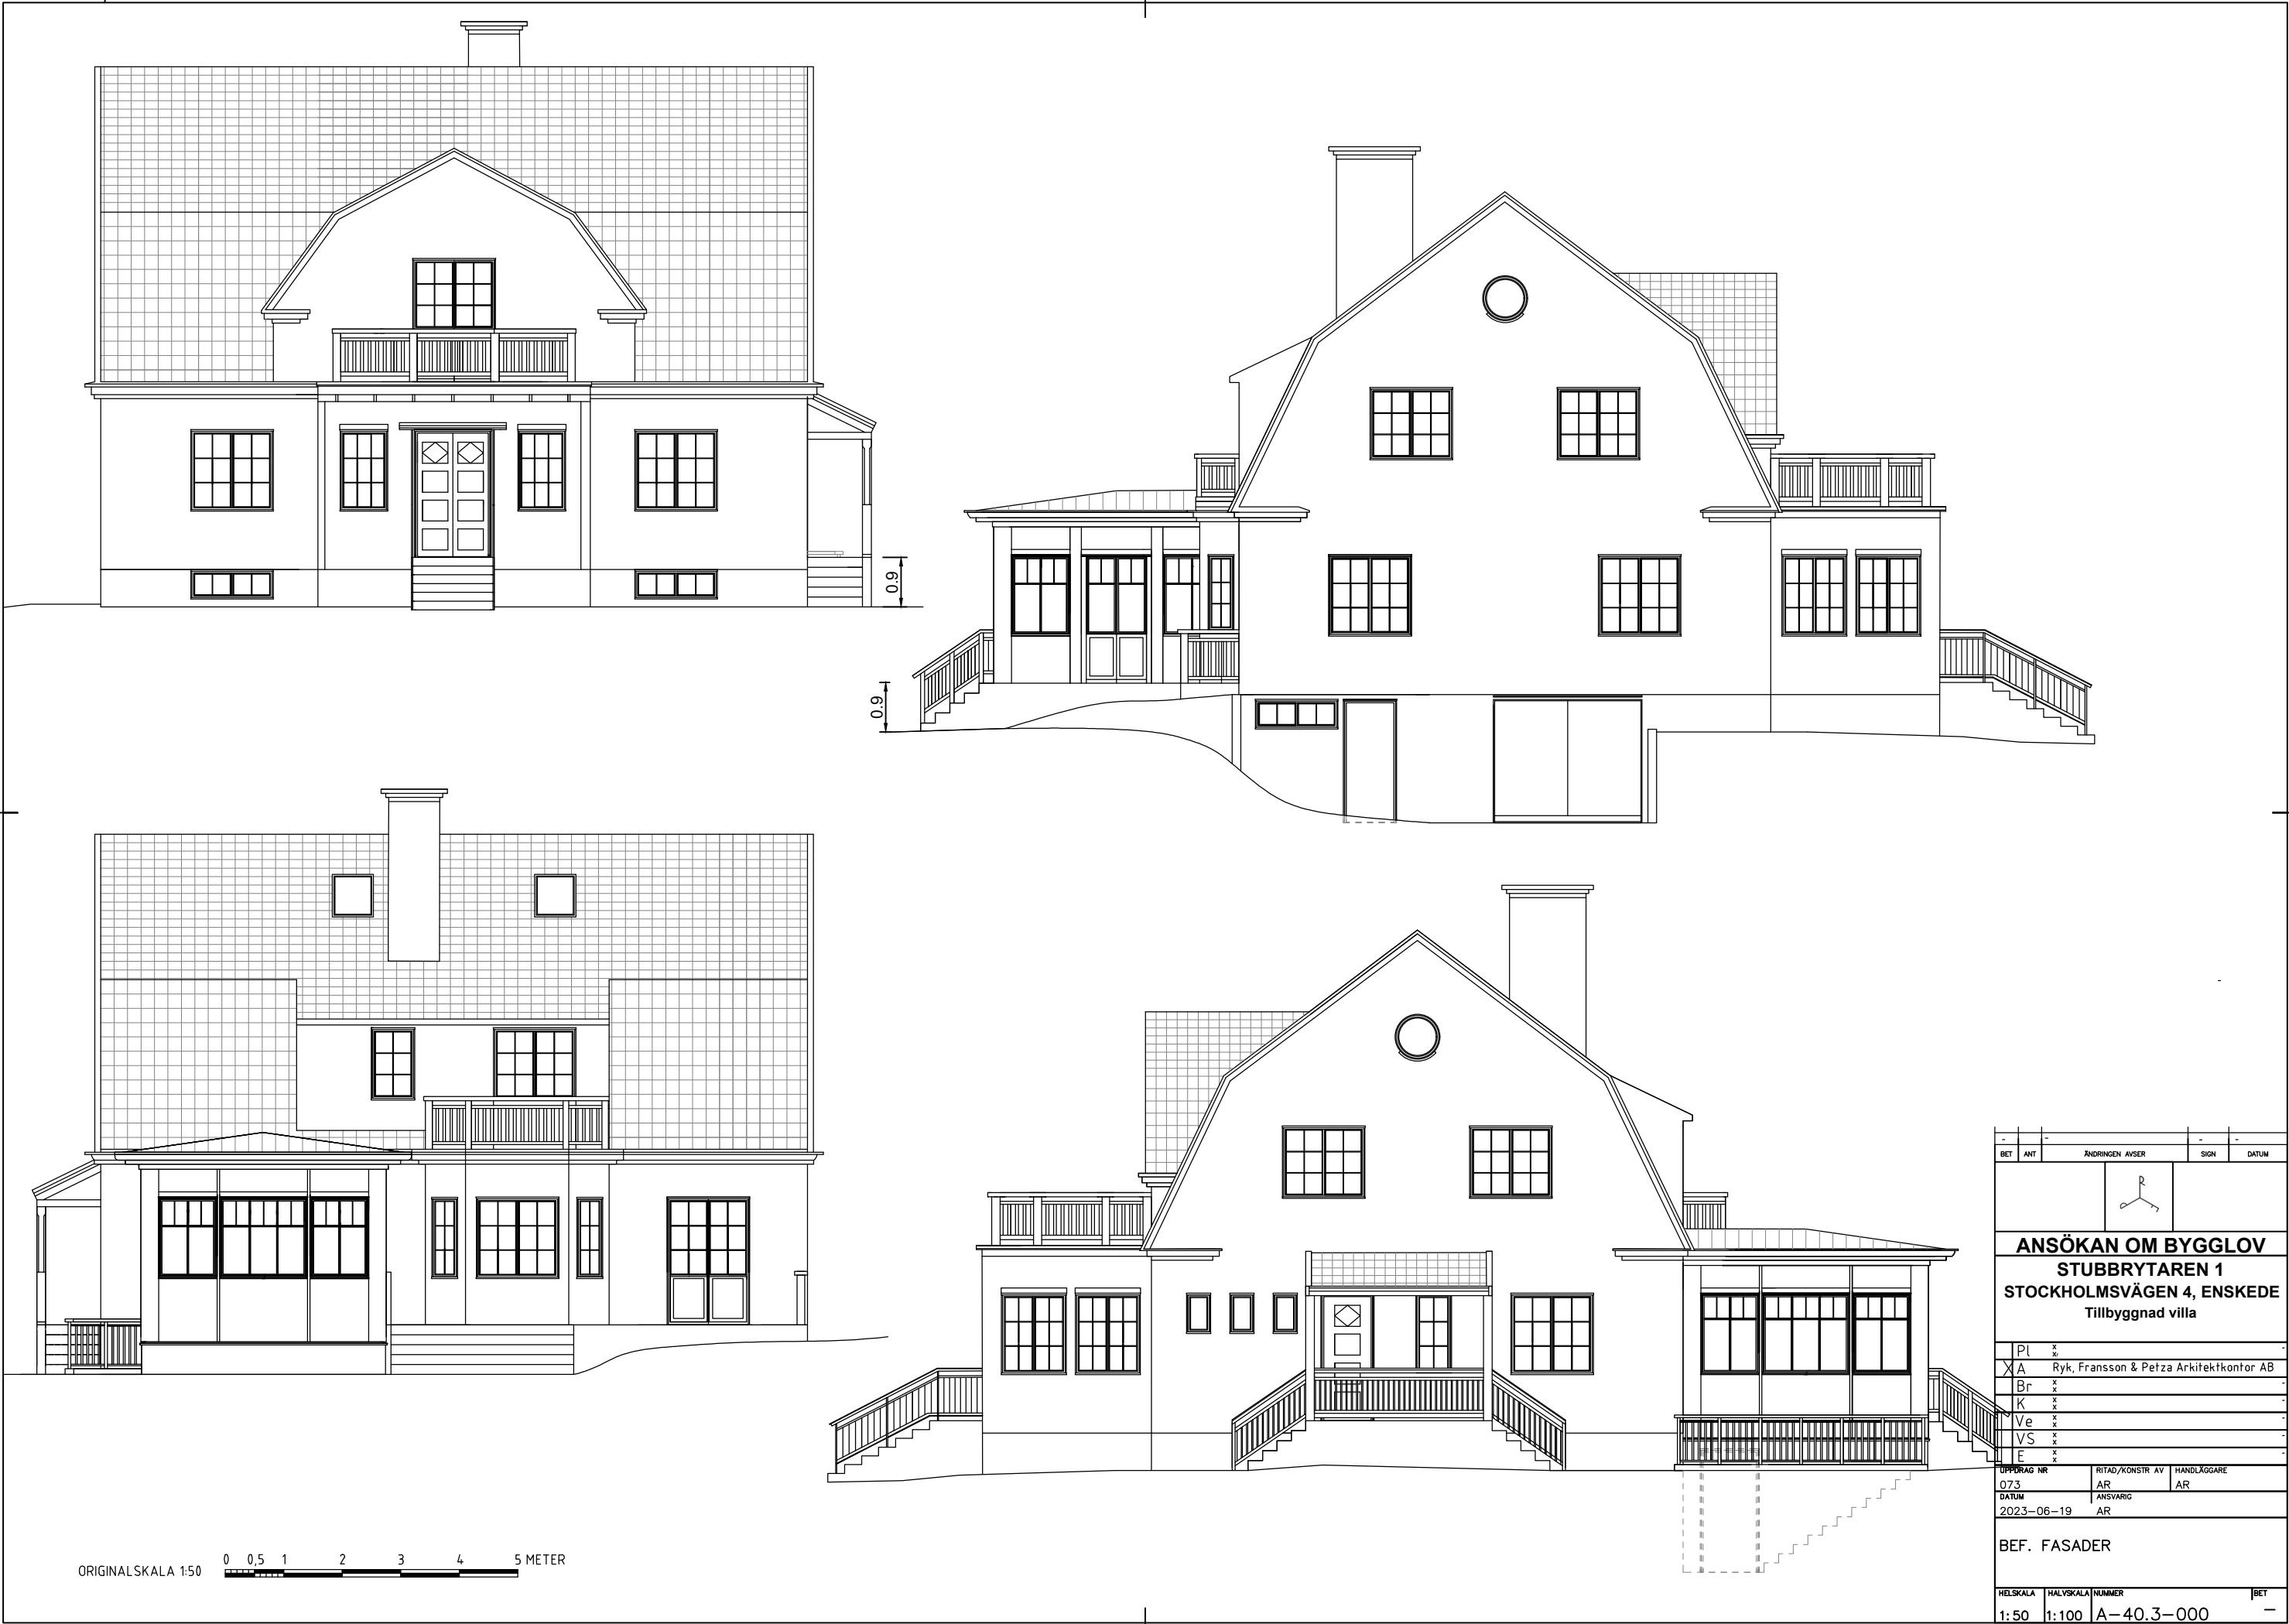 0.9
0.9
- - - -
BET ANT ÄNDRINGEN AVSER SIGN DATUM
R
ANSÖKAN OM BYGGLOV
STUBBRYTAREN 1
STOCKHOLMSVÄGEN 4, ENSKEDE
Tillbyggnad villa
Pl x x, -
X A Ryk, Fransson & Petza Arkitektkontor AB
Br x x -
K x x -
Ve x x -
VS x x -
E x x -
UPPDRAG NR RITAD/KONSTR AV HANDLÄGGARE
073 AR AR
DATUM ANSVARIG
2023-06-19 AR
BEF. FASADER
HELSKALA HALVSKALA NUMMER BET
1:50 1:100 A-40.3-000 -
ORIGINALSKALA 1:50 0 0,5 1 2 3 4 5 METER